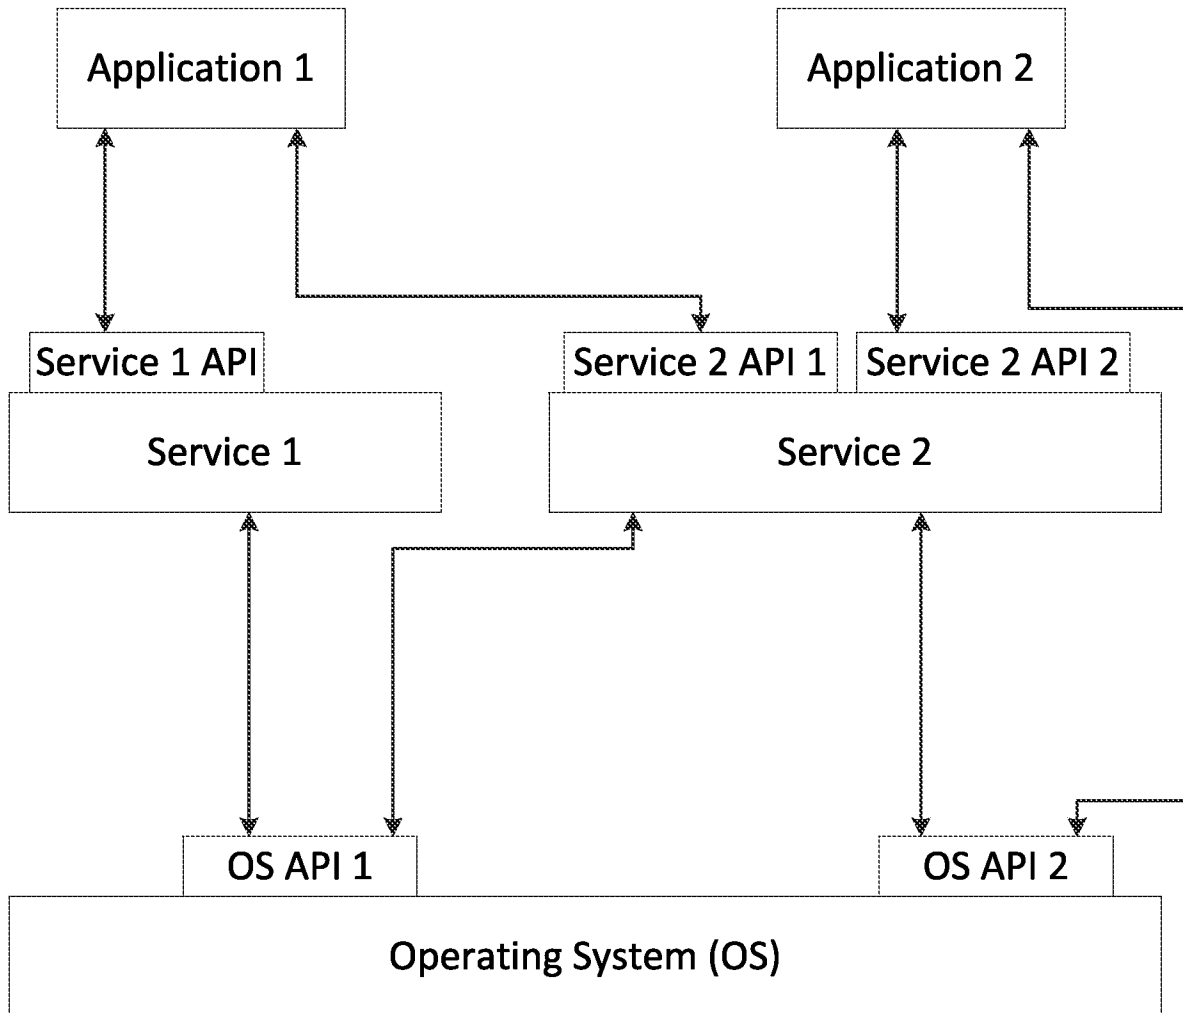 Application 1
Application 2
Service 1 API
Service 2 API 1
Service 2 API 2
Service 1
Service 2
OS API 1
OS API 2
Operating System (OS)